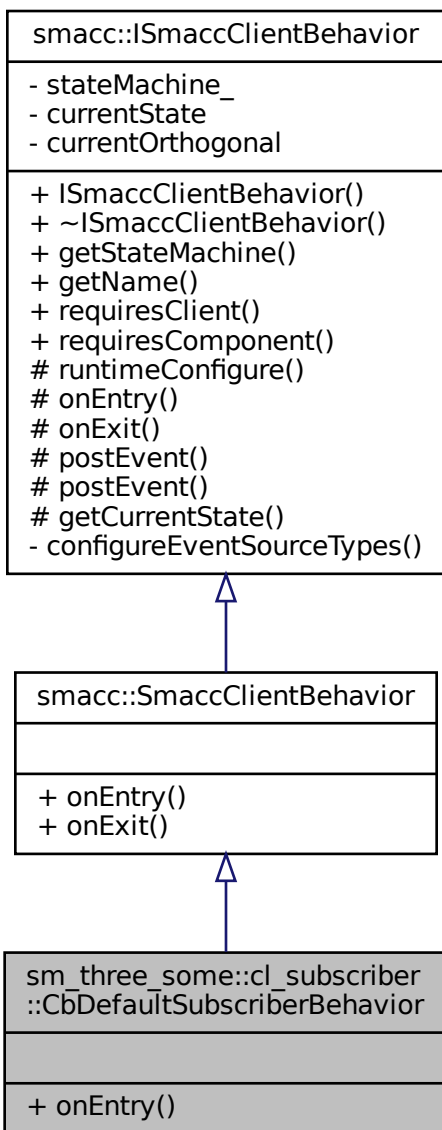 smacc::ISmaccClientBehavior
- stateMachine_
- currentState
- currentOrthogonal
+ ISmaccClientBehavior()
+ ~ISmaccClientBehavior()
+ getStateMachine()
+ getName()
+ requiresClient()
+ requiresComponent()
# runtimeConfigure()
# onEntry()
# onExit()
# postEvent()
# postEvent()
# getCurrentState()
- configureEventSourceTypes()
smacc::SmaccClientBehavior
+ onEntry()
+ onExit()
sm_three_some::cl_subscriber
::CbDefaultSubscriberBehavior
+ onEntry()